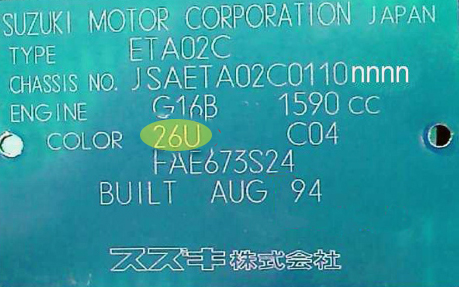 SUZUKI MOTOR CORPORATION JAPAN
TYPE ETA02C
CHASSIS NO. JSAETA02C0110nnnn
ENGINE G16B 1590 CC
COLOR 26U C04
FAE673S24
BUILT AUG 94
スズキ株式会社